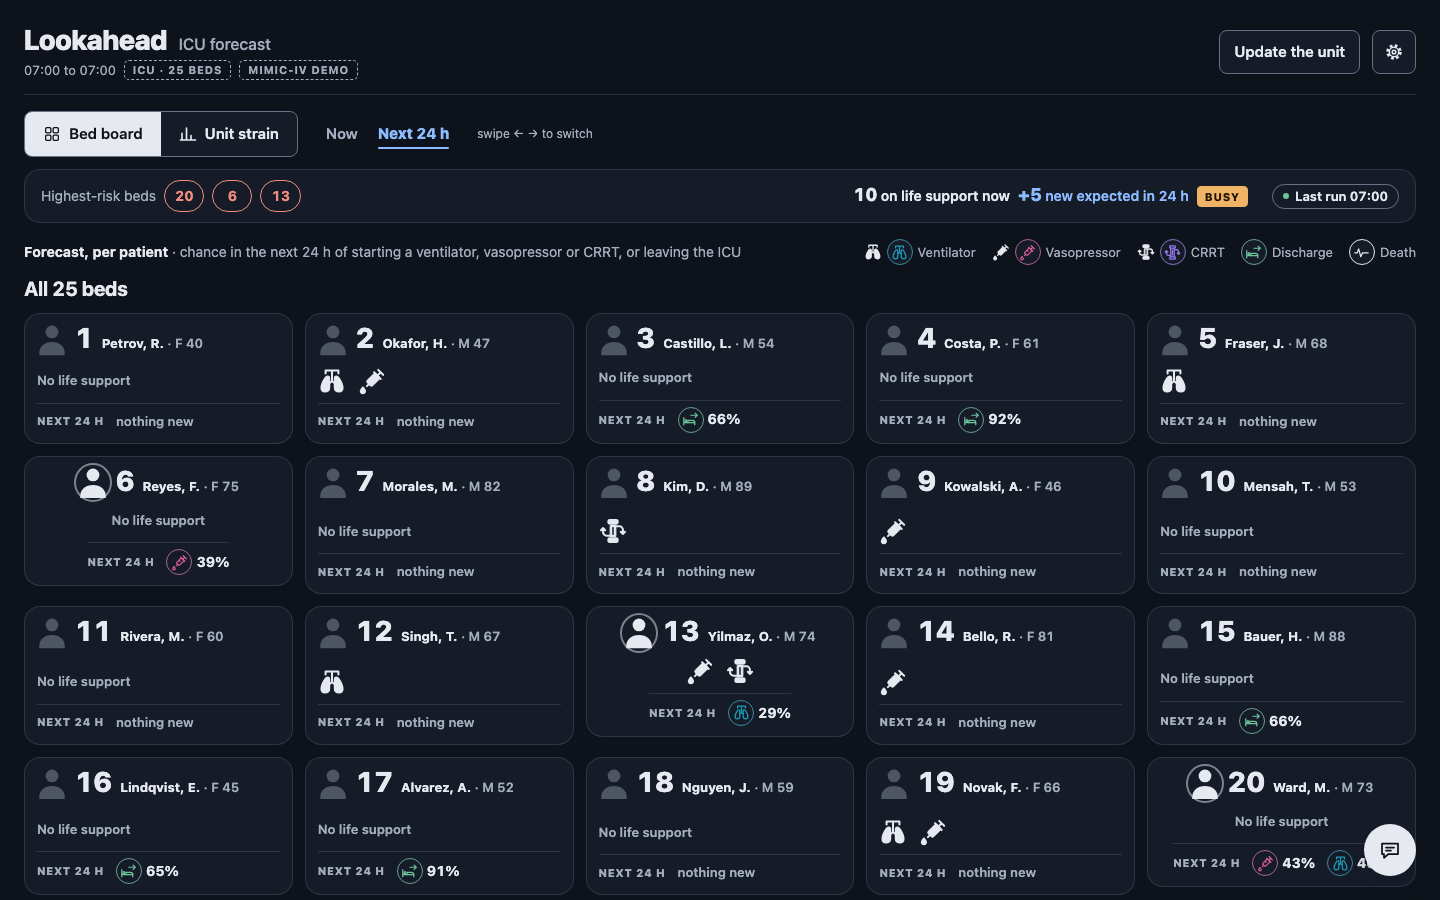 Lookahead ICU forecast
07:00 to 07:00 ICU · 25 BEDS MIMIC-IV DEMO
Update the unit
Bed board Unit strain Now Next 24 h swipe ← → to switch
Highest-risk beds 20 6 13 10 on life support now +5 new expected in 24 h BUSY Last run 07:00
Forecast, per patient · chance in the next 24 h of starting a ventilator, vasopressor or CRRT, or leaving the ICU
Ventilator Vasopressor CRRT Discharge Death
All 25 beds
1 Petrov, R. · F 40
No life support
NEXT 24 H nothing new
2 Okafor, H. · M 47
NEXT 24 H nothing new
3 Castillo, L. · M 54
No life support
NEXT 24 H 66%
4 Costa, P. · F 61
No life support
NEXT 24 H 92%
5 Fraser, J. · M 68
NEXT 24 H nothing new
6 Reyes, F. · F 75
No life support
NEXT 24 H 39%
7 Morales, M. · M 82
No life support
NEXT 24 H nothing new
8 Kim, D. · M 89
NEXT 24 H nothing new
9 Kowalski, A. · F 46
NEXT 24 H nothing new
10 Mensah, T. · M 53
No life support
NEXT 24 H nothing new
11 Rivera, M. · F 60
No life support
NEXT 24 H nothing new
12 Singh, T. · M 67
NEXT 24 H nothing new
13 Yilmaz, O. · M 74
NEXT 24 H 29%
14 Bello, R. · F 81
NEXT 24 H nothing new
15 Bauer, H. · M 88
No life support
NEXT 24 H 66%
16 Lindqvist, E. · F 45
No life support
NEXT 24 H 65%
17 Alvarez, A. · M 52
No life support
NEXT 24 H 91%
18 Nguyen, J. · M 59
No life support
NEXT 24 H nothing new
19 Novak, F. · F 66
NEXT 24 H nothing new
20 Ward, M. · M 73
No life support
NEXT 24 H 43%